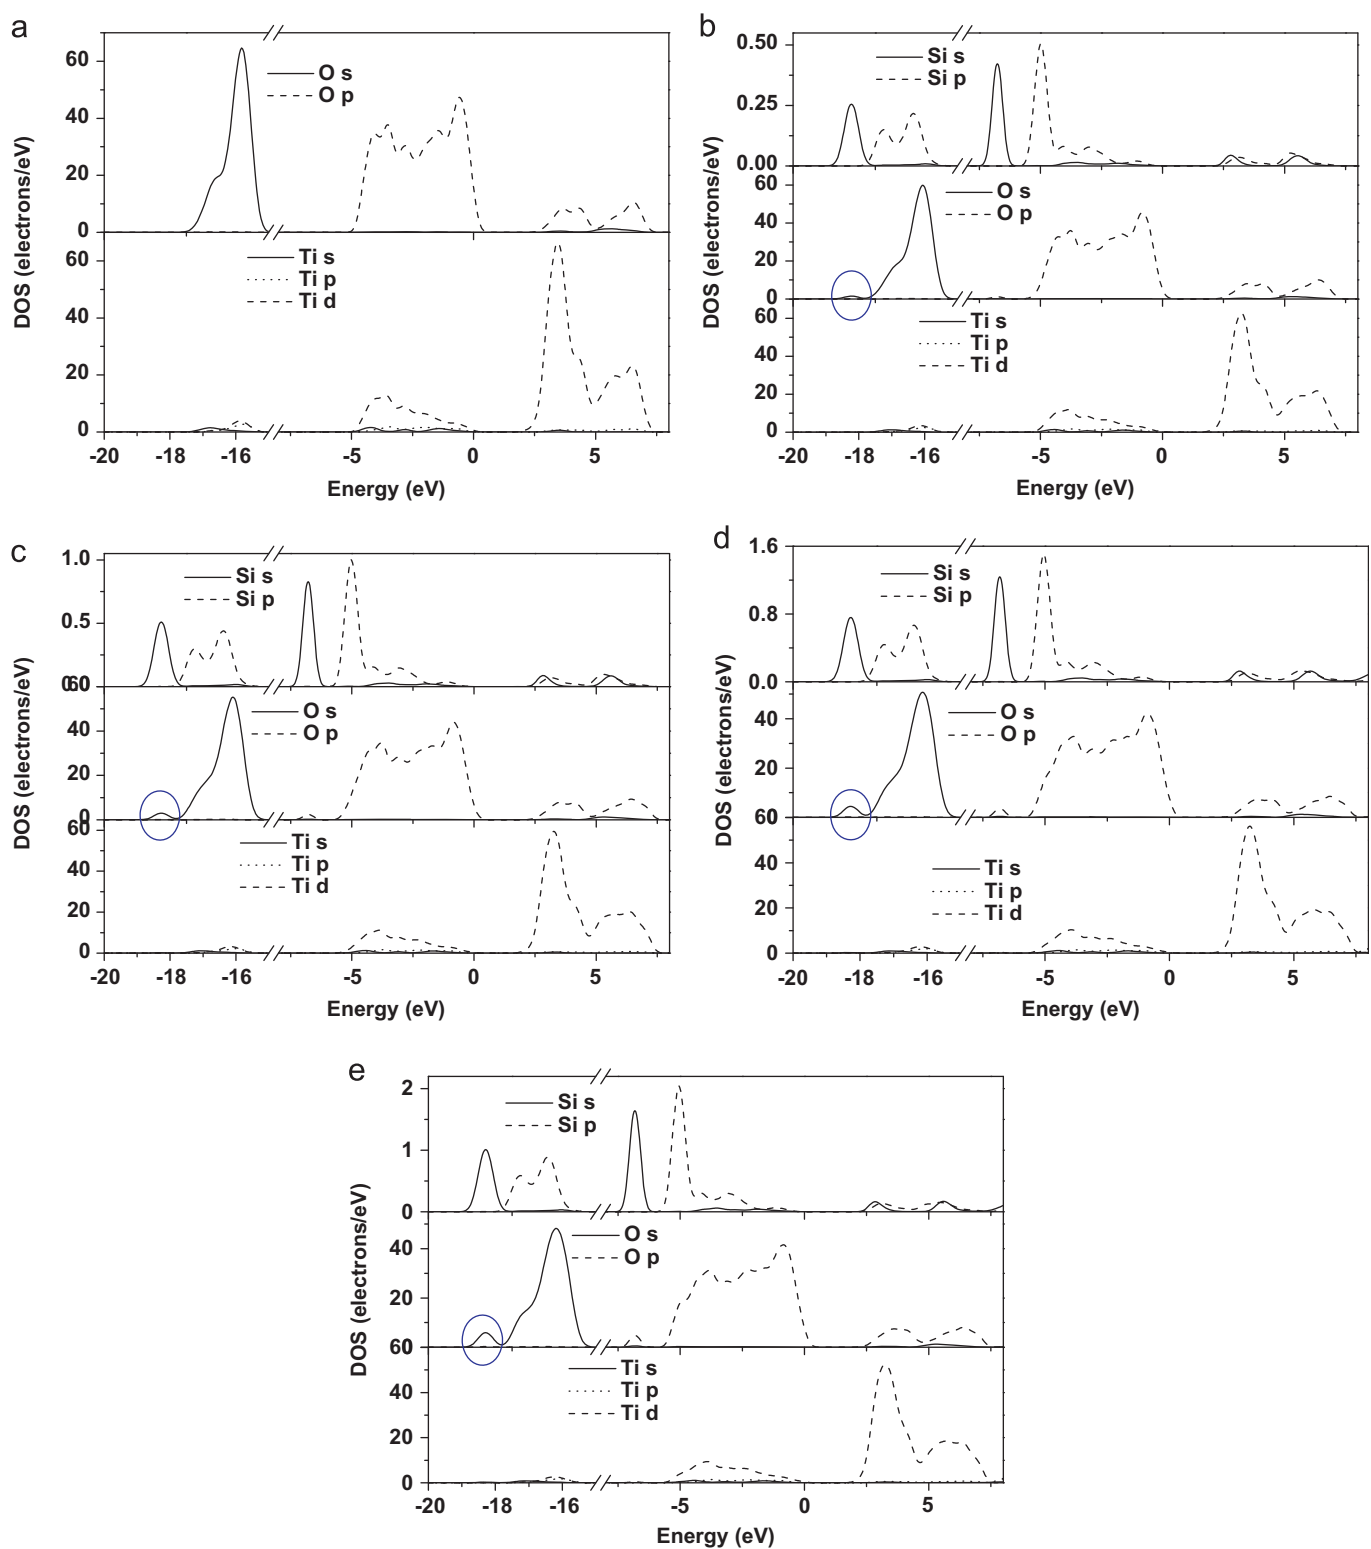 a
60
40
20
0
O s
O p
60
40
20
0
Ti s
Ti p
Ti d
-20 -18 -16 -5 0 5
DOS (electrons/eV)
Energy (eV)
b
0.50
0.25
0.00
Si s
Si p
60
40
20
0
O s
O p
60
40
20
0
Ti s
Ti p
Ti d
-20 -18 -16 -5 0 5
DOS (electrons/eV)
Energy (eV)
c
1.0
0.5
0.0
Si s
Si p
60
40
20
0
O s
O p
60
40
20
0
Ti s
Ti p
Ti d
-20 -18 -16 -5 0 5
DOS (electrons/eV)
Energy (eV)
d
1.6
0.8
0.0
Si s
Si p
40
20
0
O s
O p
60
40
20
0
Ti s
Ti p
Ti d
-20 -18 -16 -5 0 5
DOS (electrons/eV)
Energy (eV)
e
2
1
0
Si s
Si p
40
20
0
O s
O p
60
40
20
0
Ti s
Ti p
Ti d
-20 -18 -16 -5 0 5
DOS (electrons/eV)
Energy (eV)